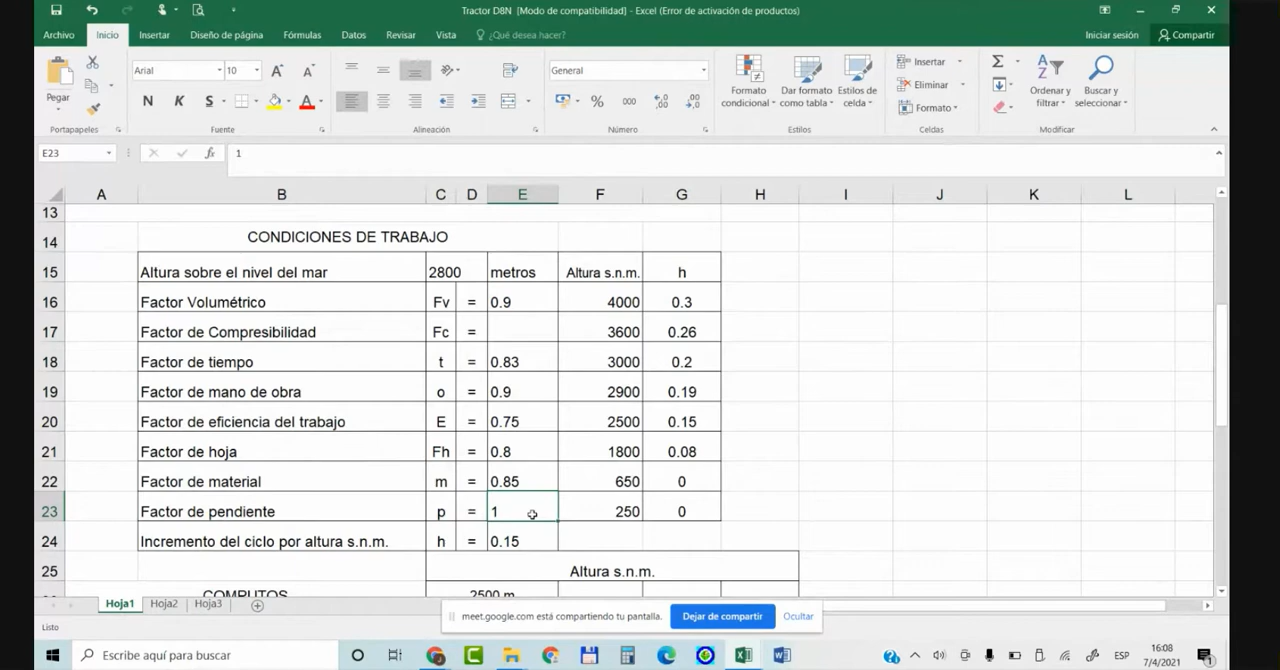 Tractor D8N [Modo de compatibilidad] - Excel (Error de activación de productos)
Archivo Inicio Insertar Diseño de página Fórmulas Datos Revisar Vista ¿Qué desea hacer? Iniciar sesión Compartir
Pegar
Arial 10
N K S
General
% 000
Formato condicional
Dar formato como tabla
Estilos de celda
Insertar
Eliminar
Formato
Ordenar y filtrar
Buscar y seleccionar
Portapapeles Fuente Alineación Número Estilos Celdas Modificar
E23 fx 1
A B C D E F G H I J K L
13
14 CONDICIONES DE TRABAJO
15 Altura sobre el nivel del mar 2800 metros Altura s.n.m. h
16 Factor Volumétrico Fv = 0.9 4000 0.3
17 Factor de Compresibilidad Fc = 3600 0.26
18 Factor de tiempo t = 0.83 3000 0.2
19 Factor de mano de obra o = 0.9 2900 0.19
20 Factor de eficiencia del trabajo E = 0.75 2500 0.15
21 Factor de hoja Fh = 0.8 1800 0.08
22 Factor de material m = 0.85 650 0
23 Factor de pendiente p = 1 250 0
24 Incremento del ciclo por altura s.n.m. h = 0.15
25 Altura s.n.m.
COMPUTOS 2500 m
Hoja1 Hoja2 Hoja3
meet.google.com está compartiendo tu pantalla. Dejar de compartir Ocultar
Listo
Escribe aquí para buscar
ESP
16:08
7/4/2021